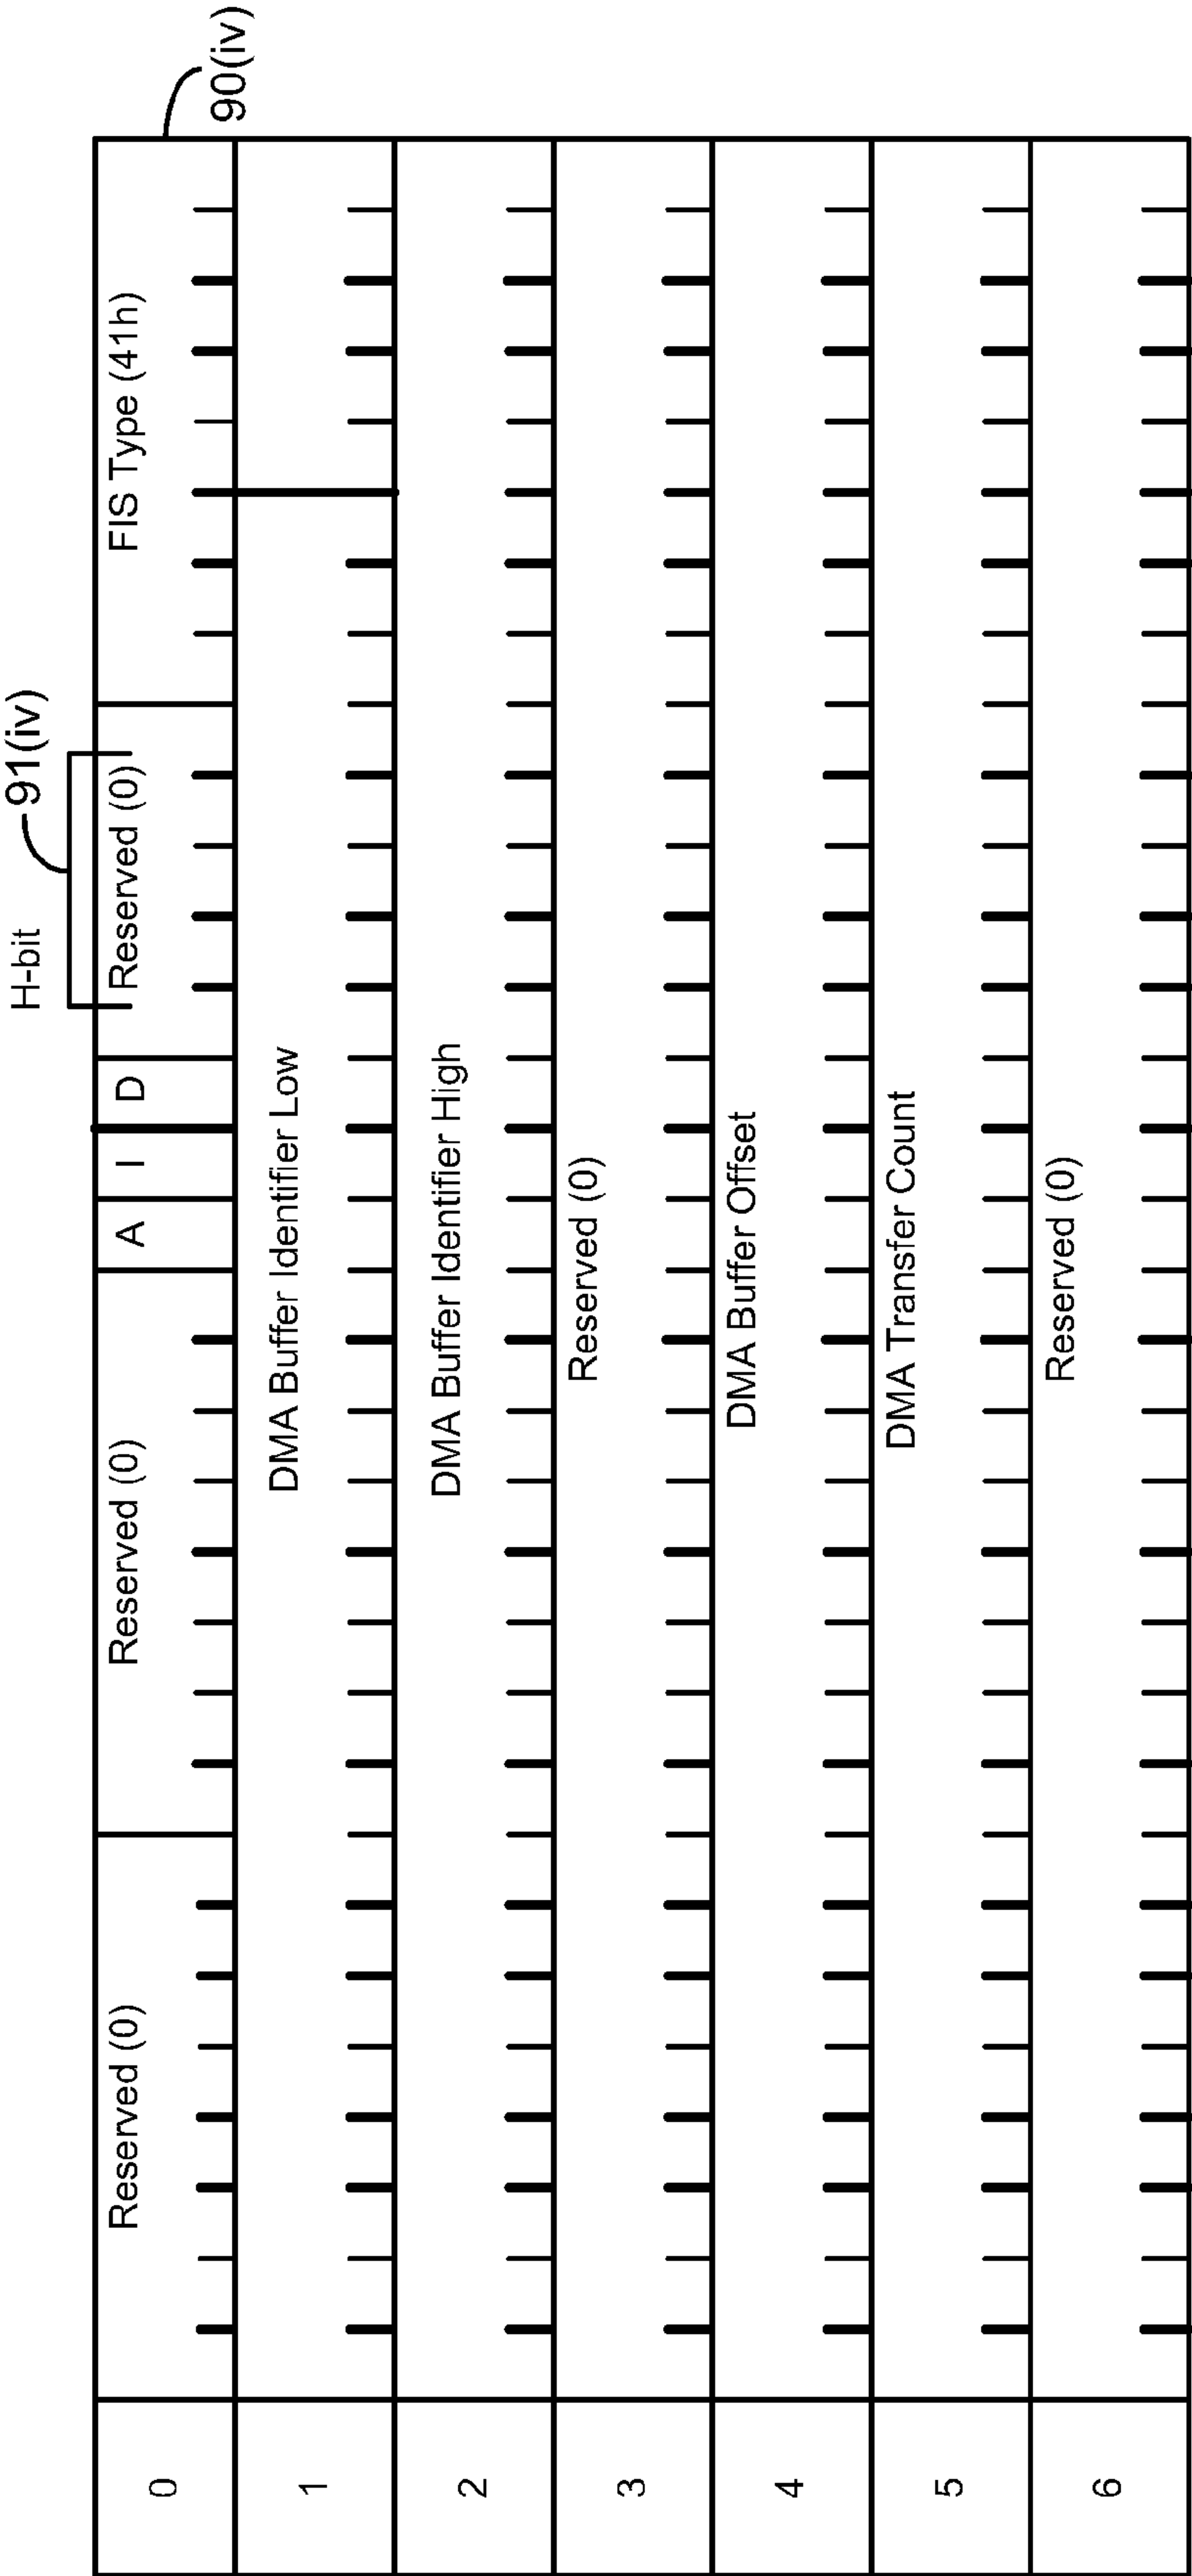 H-bit
91(iv)
90(iv)
0 Reserved (0) Reserved (0) A I D Reserved (0) FIS Type (41h)
1 DMA Buffer Identifier Low
2 DMA Buffer Identifier High
3 Reserved (0)
4 DMA Buffer Offset
5 DMA Transfer Count
6 Reserved (0)